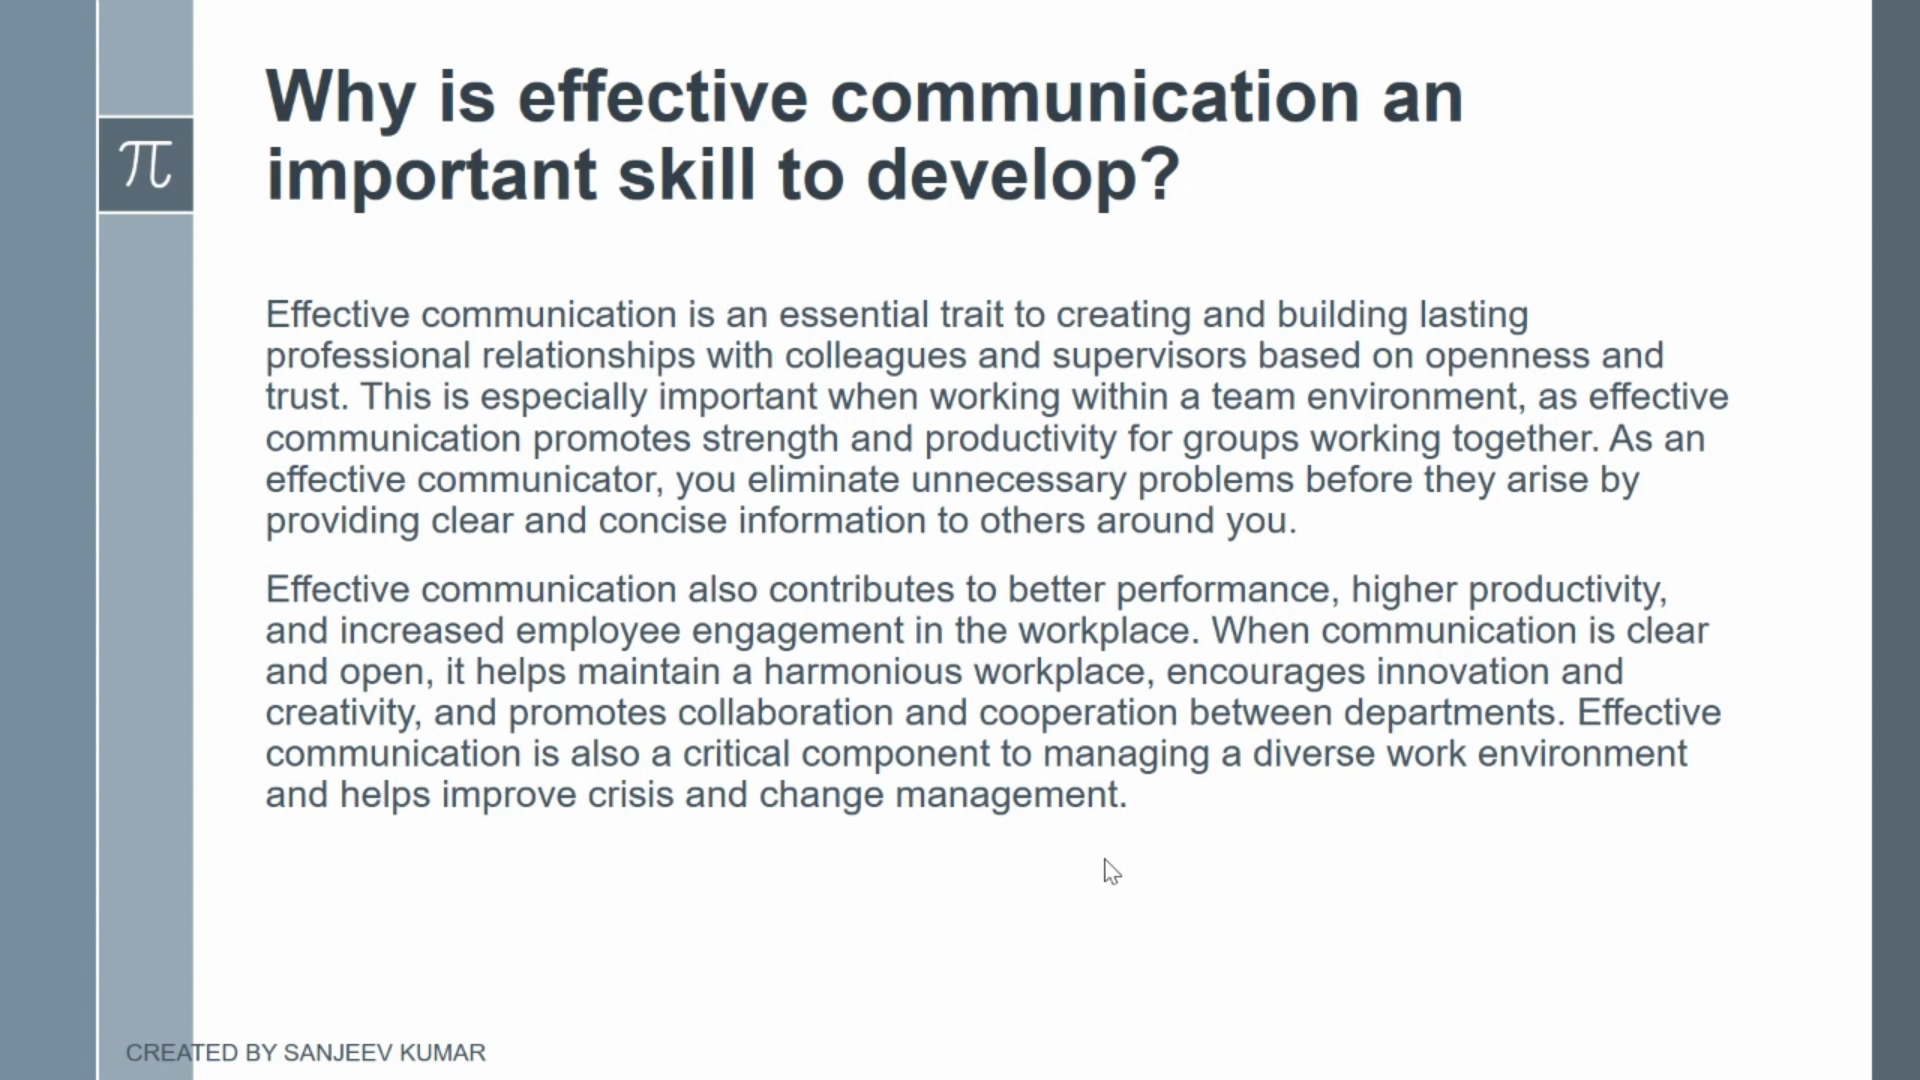 Why is effective communication an
important skill to develop?
π
Effective communication is an essential trait to creating and building lasting
professional relationships with colleagues and supervisors based on openness and
trust. This is especially important when working within a team environment, as effective
communication promotes strength and productivity for groups working together. As an
effective communicator, you eliminate unnecessary problems before they arise by
providing clear and concise information to others around you.
Effective communication also contributes to better performance, higher productivity,
and increased employee engagement in the workplace. When communication is clear
and open, it helps maintain a harmonious workplace, encourages innovation and
creativity, and promotes collaboration and cooperation between departments. Effective
communication is also a critical component to managing a diverse work environment
and helps improve crisis and change management.
CREATED BY SANJEEV KUMAR